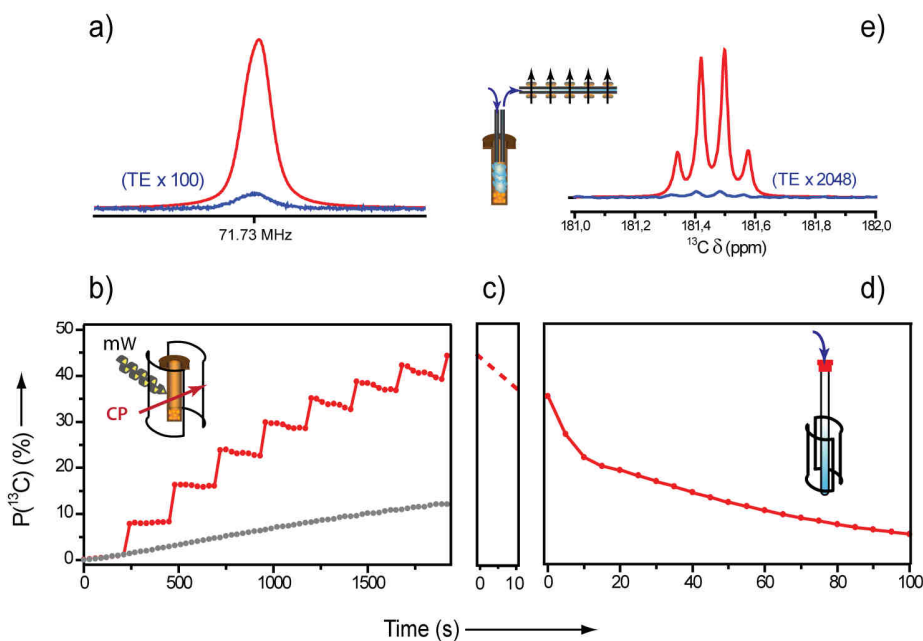 a)
(TE x 100)
71.73 MHz
e)
(TE x 2048)
181,0 181,2 181,4 181,6 181,8 182,0
¹³C δ (ppm)
b)
c)
d)
P(¹³C) (%)
50
40
30
20
10
0
mW
CP
0 500 1000 1500
0 10
0 20 40 60 80 100
Time (s)